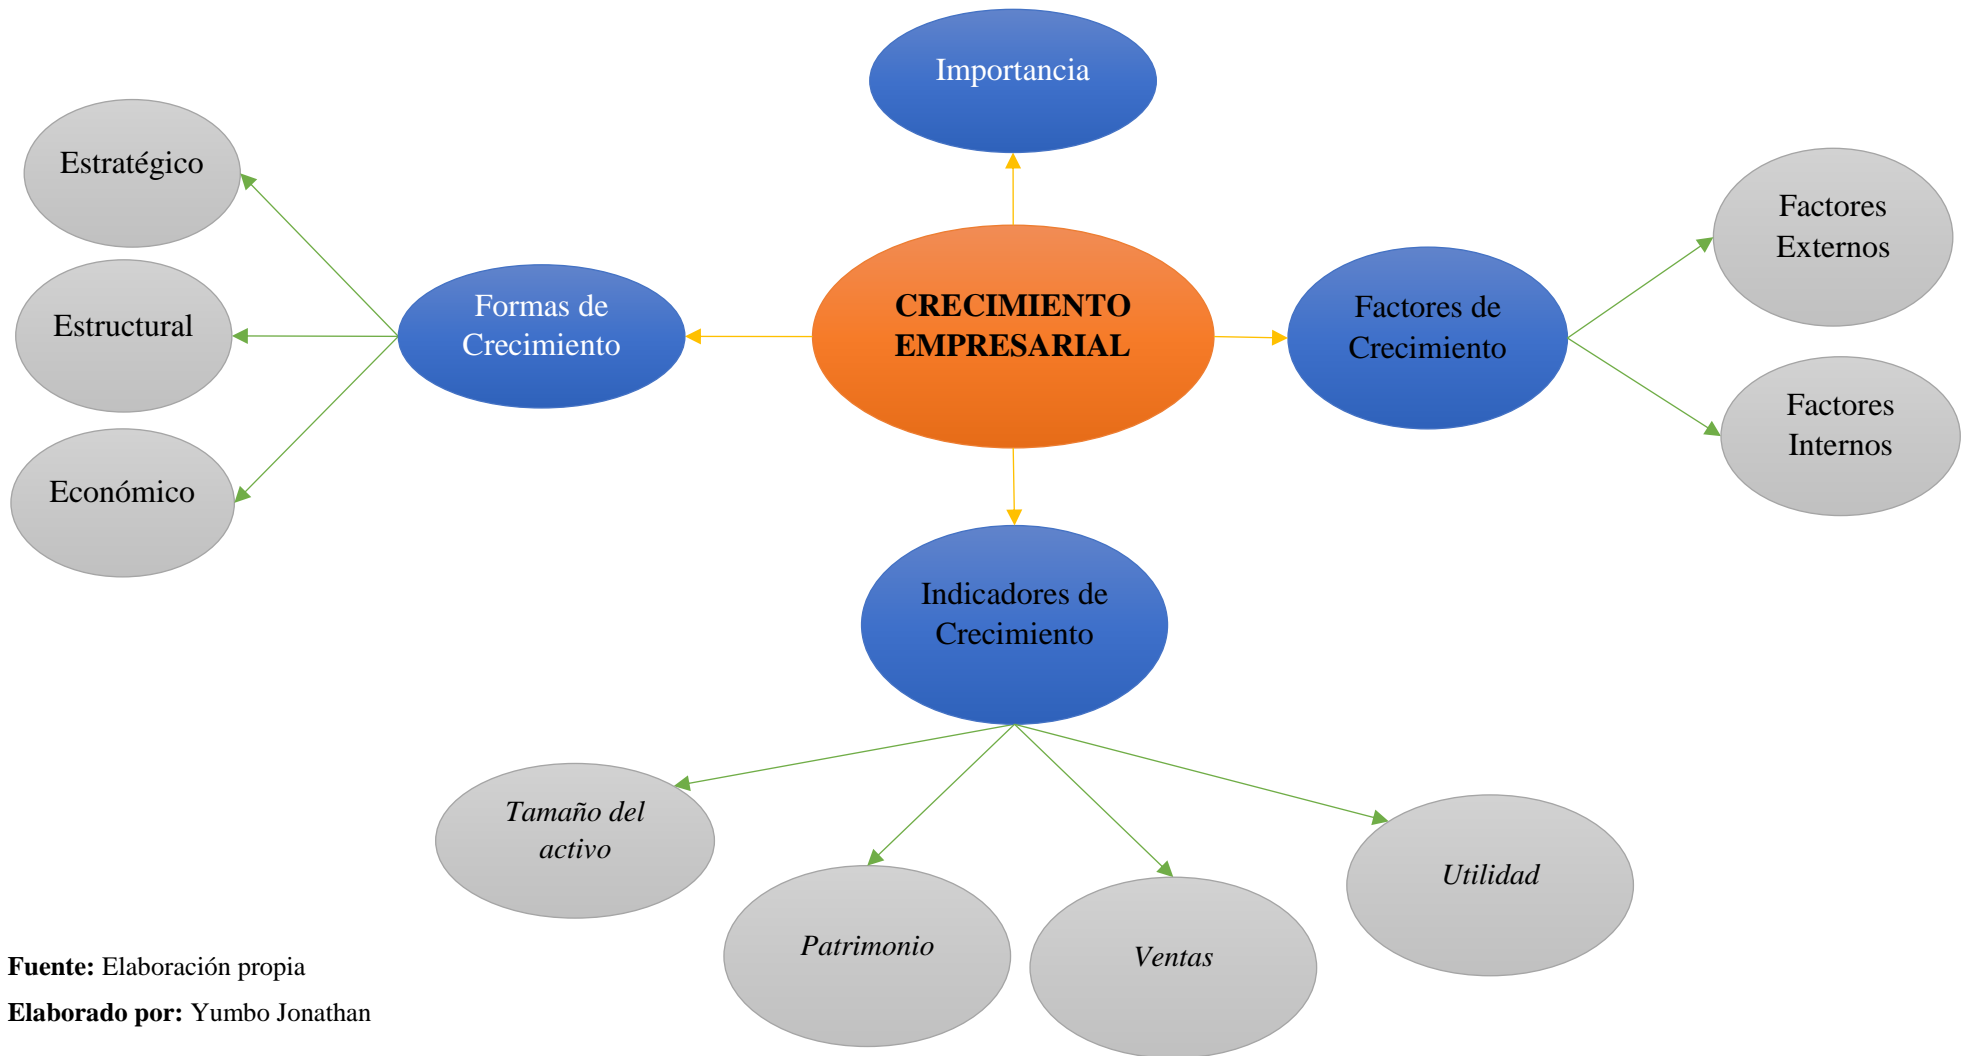 Importancia
Estratégico
Estructural
Económico
Formas de
Crecimiento
CRECIMIENTO
EMPRESARIAL
Factores de
Crecimiento
Factores
Externos
Factores
Internos
Indicadores de
Crecimiento
Tamaño del
activo
Patrimonio
Ventas
Utilidad
Fuente: Elaboración propia
Elaborado por: Yumbo Jonathan